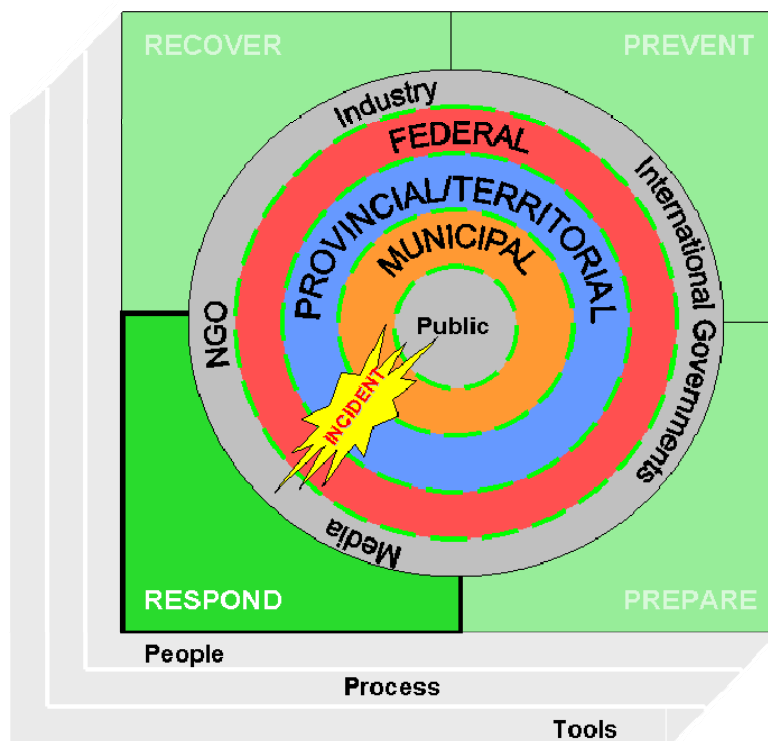 RECOVER
PREVENT
Industry
FEDERAL
PROVINCIAL/TERRITORIAL
MUNICIPAL
Public
International Governments
NGO
INCIDENT
Media
RESPOND
PREPARE
People
Process
Tools